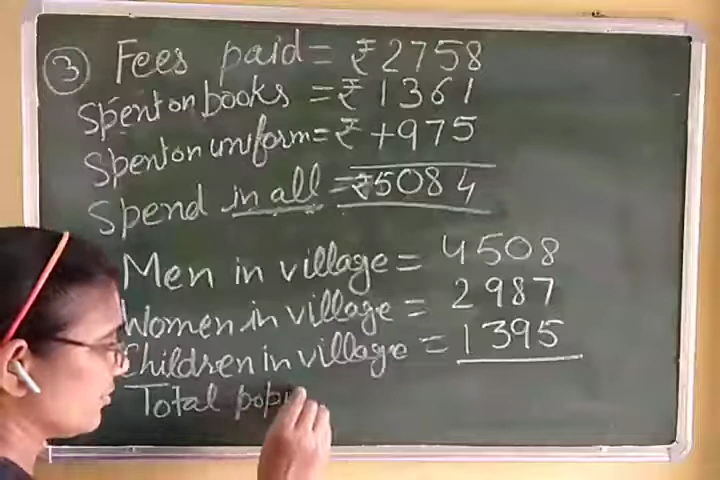 3 Fees paid = ₹2758
Spent on books = ₹ 1361
Spent on uniform = ₹ +975
Spend in all = ₹5084
Men in village = 4508
Women in village = 2987
Children in village = 1395
Total